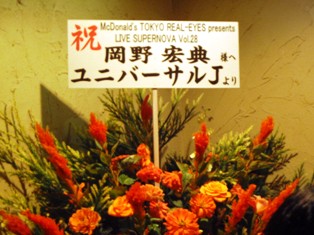 祝
McDonald's TOKYO REAL-EYES presents
LIVE SUPERNOVA Vol.28
岡野 宏典 様へ
ユニバーサルJより